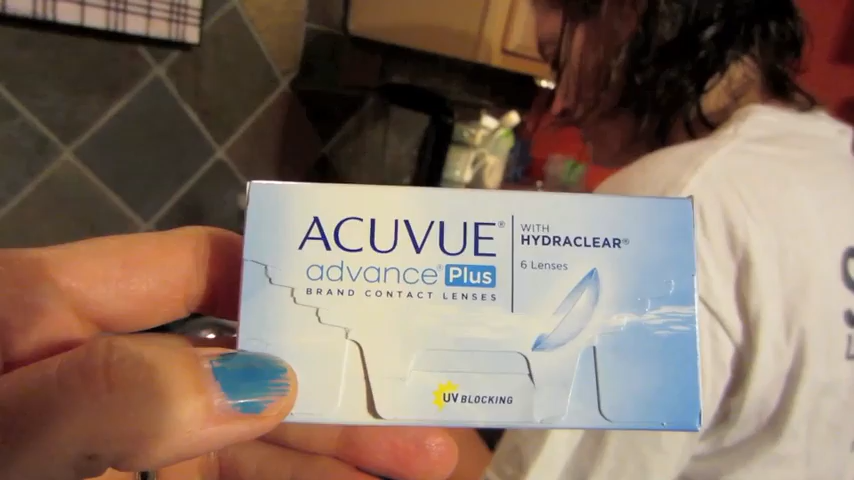 ACUVUE®
advance® Plus
BRAND CONTACT LENSES
WITH
HYDRACLEAR®
6 Lenses
UV BLOCKING